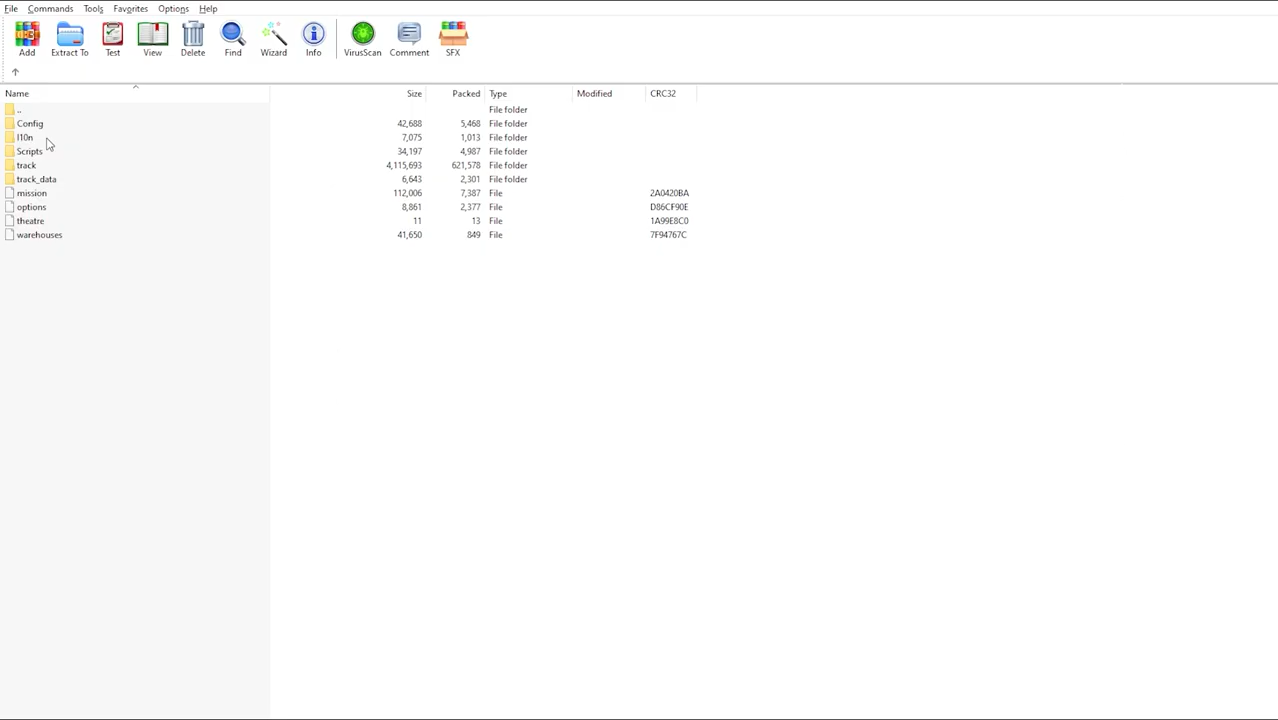 File Commands Tools Favorites Options Help
Add Extract To Test View Delete Find Wizard Info VirusScan Comment SFX
Name Size Packed Type Modified CRC32
.. File folder
Config 42,688 5,468 File folder
l10n 7,075 1,013 File folder
Scripts 34,197 4,987 File folder
track 4,115,693 621,578 File folder
track_data 6,643 2,301 File folder
mission 112,006 7,387 File 2A0420BA
options 8,861 2,377 File D86CF90E
theatre 11 13 File 1A99E8C0
warehouses 41,650 849 File 7F94767C